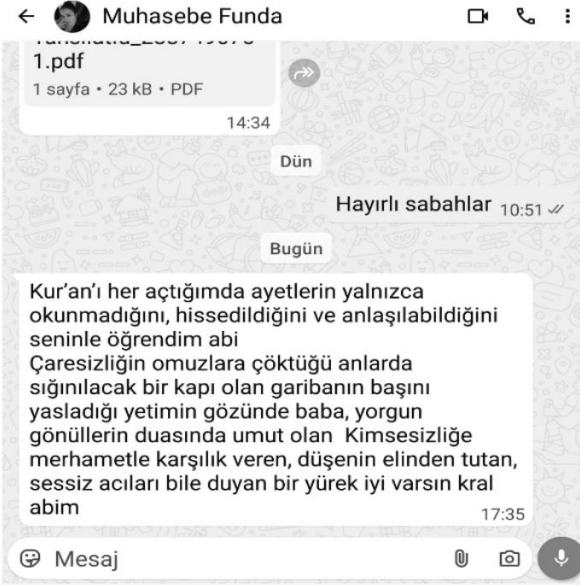 Muhasebe Funda
1.pdf
1 sayfa • 23 kB • PDF
14:34
Dün
Hayırlı sabahlar 10:51
Bugün
Kur'an'ı her açtığımda ayetlerin yalnızca
okunmadığını, hissedildiğini ve anlaşılabildiğini
seninle öğrendim abi
Çaresizliğin omuzlara çöktüğü anlarda
sığınılacak bir kapı olan garibanın başını
yasladığı yetimin gözünde baba, yorgun
gönüllerin duasında umut olan Kimsesizliğe
merhametle karşılık veren, düşenin elinden tutan,
sessiz acıları bile duyan bir yürek iyi varsın kral
abim
17:35
Mesaj